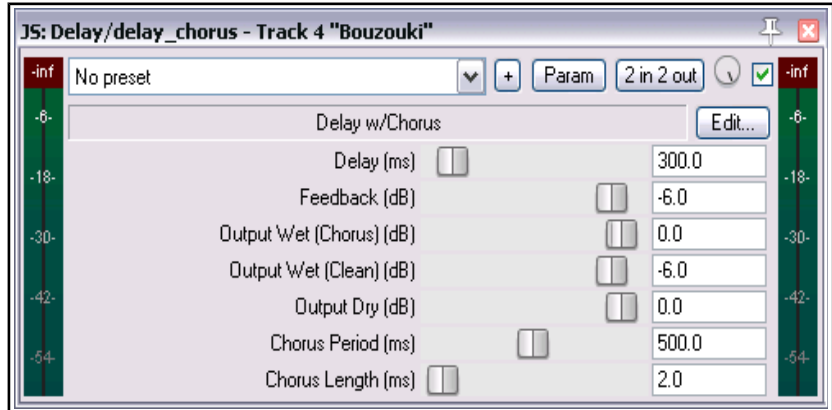 JS: Delay/delay_chorus - Track 4 "Bouzouki"
-inf No preset + Param 2 in 2 out -inf
-6- Delay w/Chorus Edit... -6-
Delay (ms) 300.0
-18- -18-
Feedback (dB) -6.0
-30- Output Wet (Chorus) (dB) 0.0 -30-
Output Wet (Clean) (dB) -6.0
-42- Output Dry (dB) 0.0 -42-
Chorus Period (ms) 500.0
-54- -54-
Chorus Length (ms) 2.0